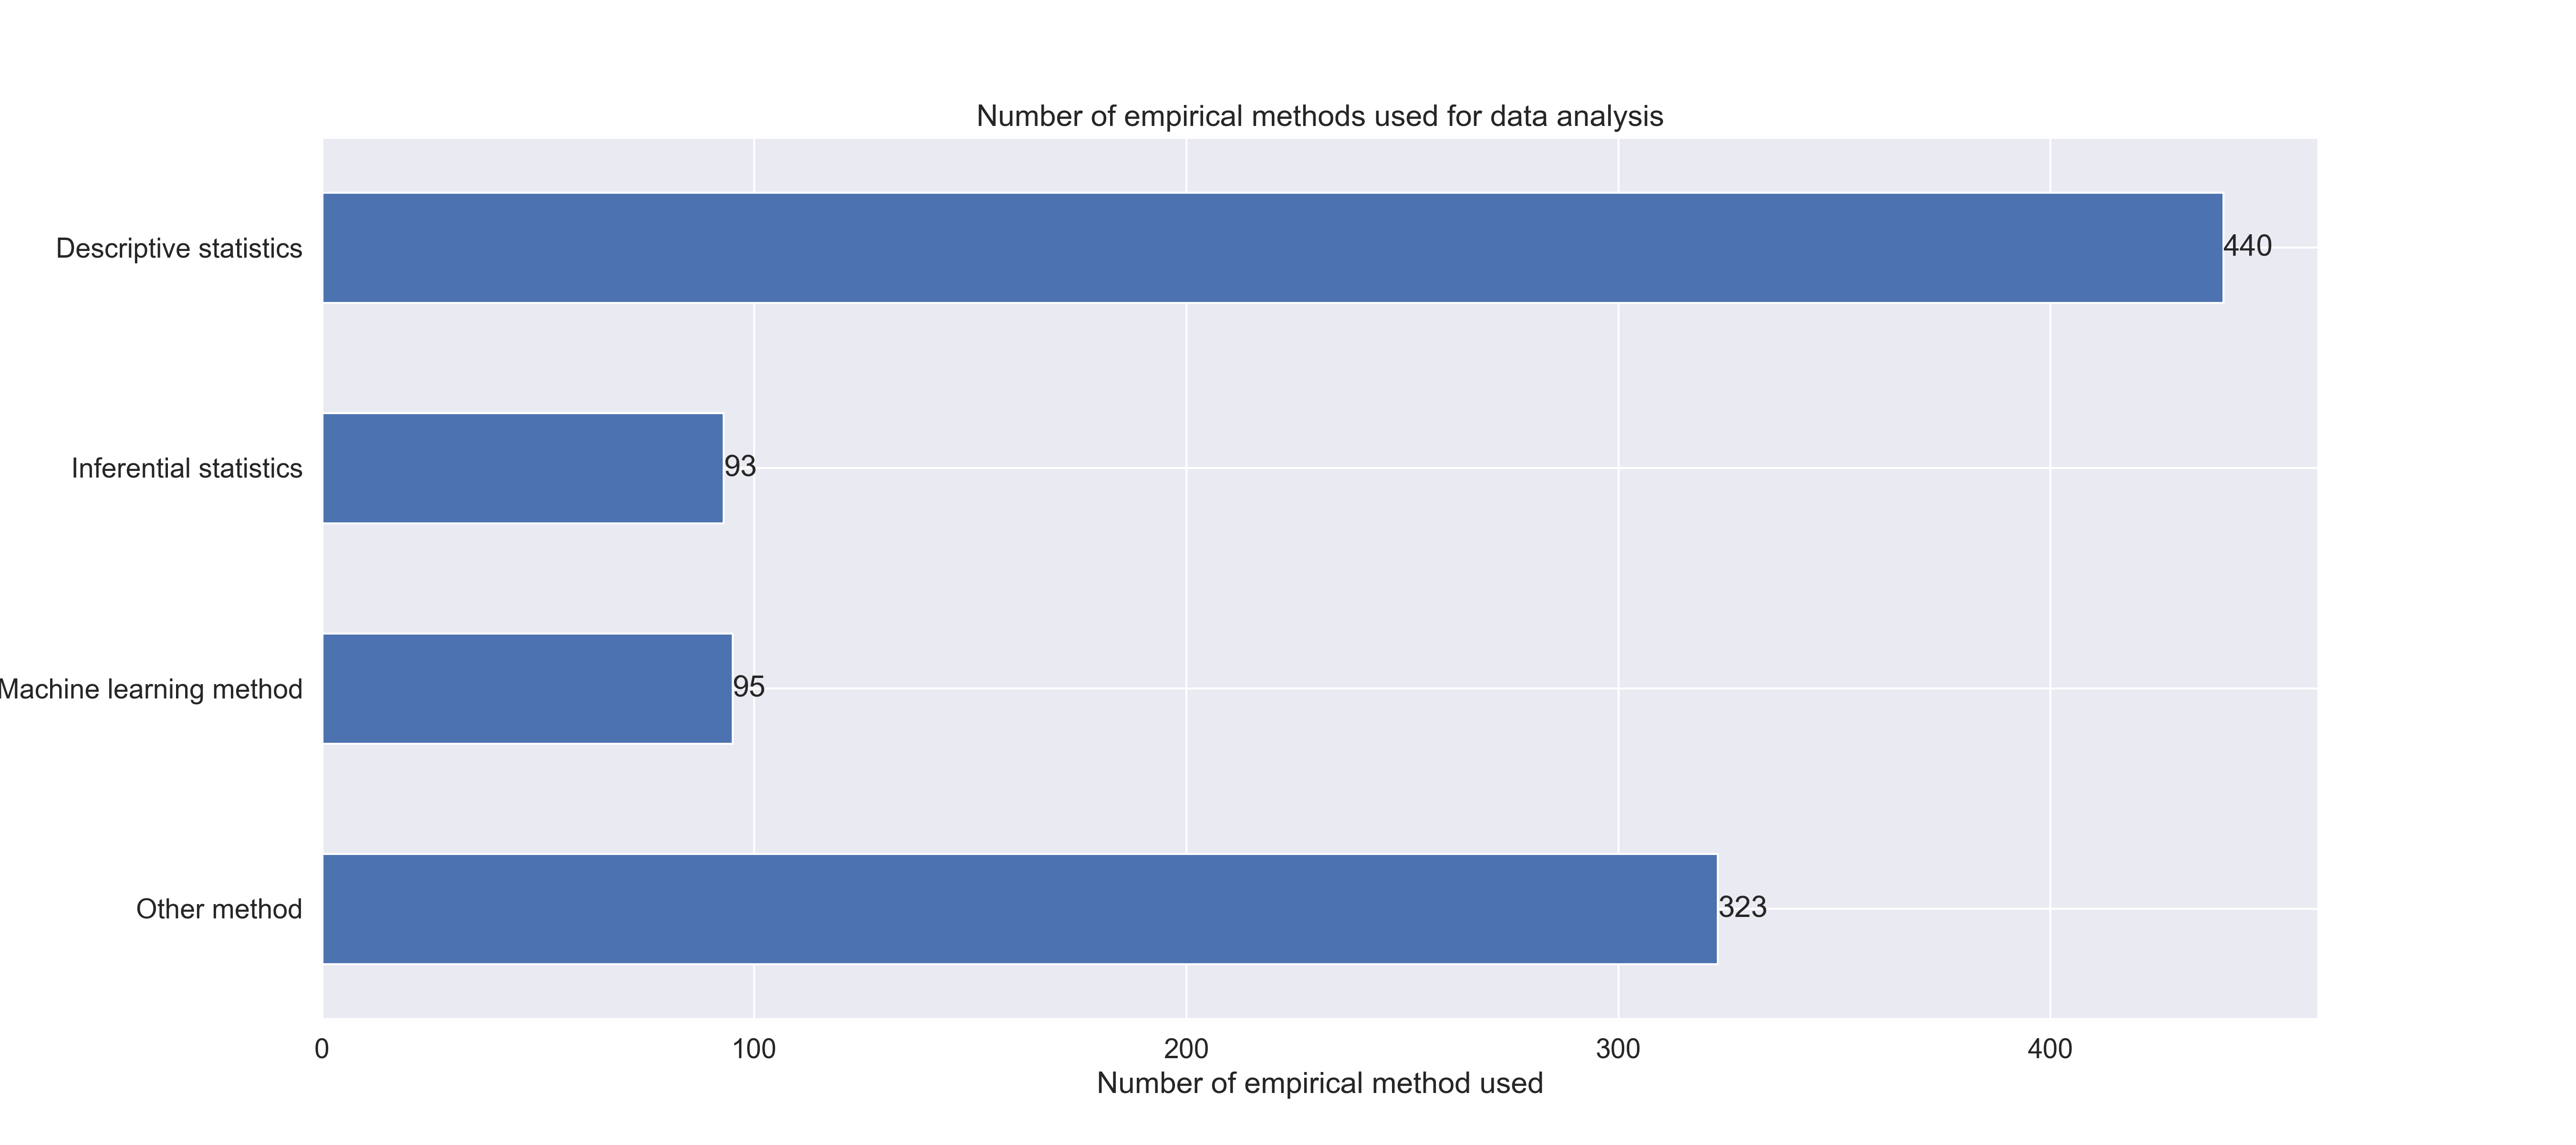 Number of empirical methods used for data analysis
Descriptive statistics
440
Inferential statistics
93
Machine learning method
95
Other method
323
0 100 200 300 400
Number of empirical method used